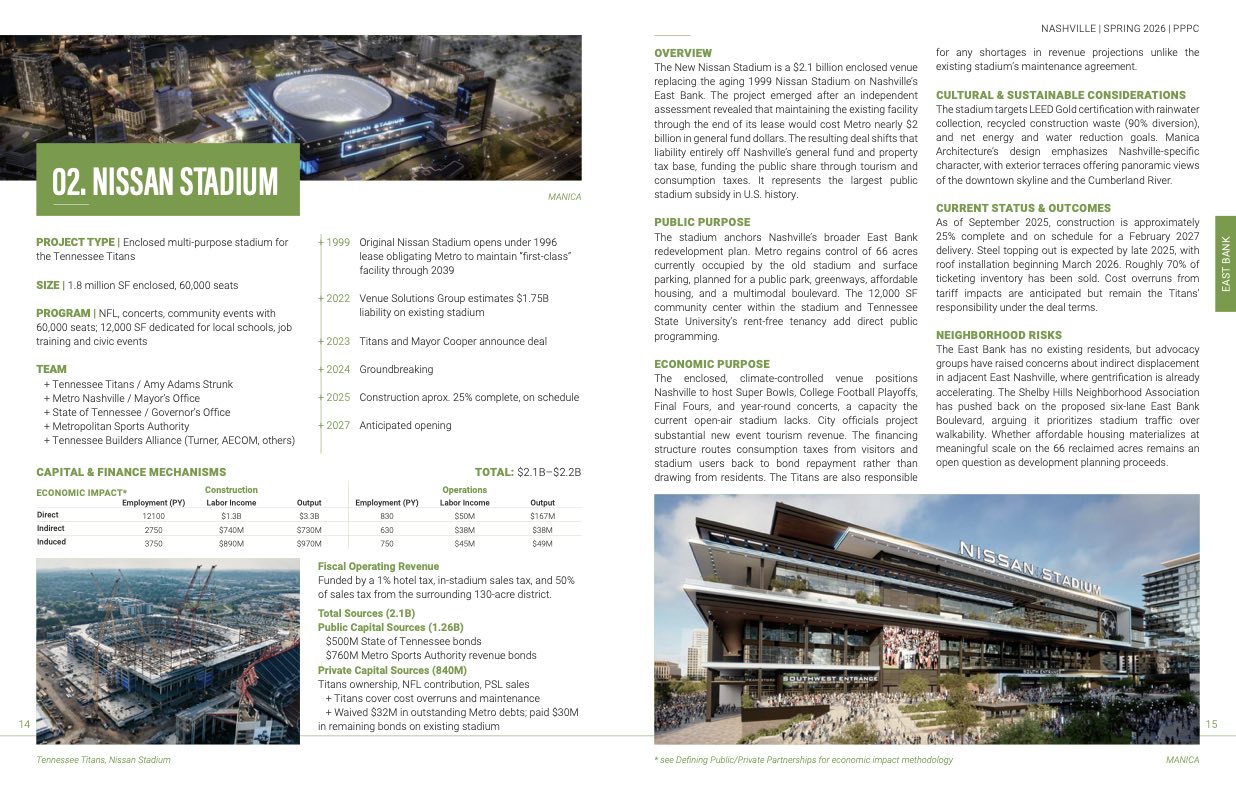 NISSAN STADIUM
02. NISSAN STADIUM
MANICA
PROJECT TYPE | Enclosed multi-purpose stadium for
the Tennessee Titans
SIZE | 1.8 million SF enclosed, 60,000 seats
PROGRAM | NFL, concerts, community events with
60,000 seats; 12,000 SF dedicated for local schools, job
training and civic events
TEAM
+ Tennessee Titans / Amy Adams Strunk
+ Metro Nashville / Mayor's Office
+ State of Tennessee / Governor's Office
+ Metropolitan Sports Authority
+ Tennessee Builders Alliance (Turner, AECOM, others)
+ 1999 Original Nissan Stadium opens under 1996
lease obligating Metro to maintain "first-class"
facility through 2039
+ 2022 Venue Solutions Group estimates $1.75B
liability on existing stadium
+ 2023 Titans and Mayor Cooper announce deal
+ 2024 Groundbreaking
+ 2025 Construction aprox. 25% complete, on schedule
+ 2027 Anticipated opening
CAPITAL & FINANCE MECHANISMS TOTAL: $2.1B–$2.2B
ECONOMIC IMPACT* Construction Operations
Employment (PY) Labor Income Output Employment (PY) Labor Income Output
Direct 12100 $1.3B $3.3B 830 $50M $167M
Indirect 2750 $740M $730M 630 $38M $38M
Induced 3750 $890M $970M 750 $45M $49M
Fiscal Operating Revenue
Funded by a 1% hotel tax, in-stadium sales tax, and 50%
of sales tax from the surrounding 130-acre district.
Total Sources (2.1B)
Public Capital Sources (1.26B)
$500M State of Tennessee bonds
$760M Metro Sports Authority revenue bonds
Private Capital Sources (840M)
Titans ownership, NFL contribution, PSL sales
+ Titans cover cost overruns and maintenance
+ Waived $32M in outstanding Metro debts; paid $30M
in remaining bonds on existing stadium
14
Tennessee Titans, Nissan Stadium
NASHVILLE | SPRING 2026 | PPPC
OVERVIEW
The New Nissan Stadium is a $2.1 billion enclosed venue
replacing the aging 1999 Nissan Stadium on Nashville's
East Bank. The project emerged after an independent
assessment revealed that maintaining the existing facility
through the end of its lease would cost Metro nearly $2
billion in general fund dollars. The resulting deal shifts that
liability entirely off Nashville's general fund and property
tax base, funding the public share through tourism and
consumption taxes. It represents the largest public
stadium subsidy in U.S. history.
PUBLIC PURPOSE
The stadium anchors Nashville's broader East Bank
redevelopment plan. Metro regains control of 66 acres
currently occupied by the old stadium and surface
parking, planned for a public park, greenways, affordable
housing, and a multimodal boulevard. The 12,000 SF
community center within the stadium and Tennessee
State University's rent-free tenancy add direct public
programming.
ECONOMIC PURPOSE
The enclosed, climate-controlled venue positions
Nashville to host Super Bowls, College Football Playoffs,
Final Fours, and year-round concerts, a capacity the
current open-air stadium lacks. City officials project
substantial new event tourism revenue. The financing
structure routes consumption taxes from visitors and
stadium users back to bond repayment rather than
drawing from residents. The Titans are also responsible
for any shortages in revenue projections unlike the
existing stadium's maintenance agreement.
CULTURAL & SUSTAINABLE CONSIDERATIONS
The stadium targets LEED Gold certification with rainwater
collection, recycled construction waste (90% diversion),
and net energy and water reduction goals. Manica
Architecture's design emphasizes Nashville-specific
character, with exterior terraces offering panoramic views
of the downtown skyline and the Cumberland River.
CURRENT STATUS & OUTCOMES
As of September 2025, construction is approximately
25% complete and on schedule for a February 2027
delivery. Steel topping out is expected by late 2025, with
roof installation beginning March 2026. Roughly 70% of
ticketing inventory has been sold. Cost overruns from
tariff impacts are anticipated but remain the Titans'
responsibility under the deal terms.
NEIGHBORHOOD RISKS
The East Bank has no existing residents, but advocacy
groups have raised concerns about indirect displacement
in adjacent East Nashville, where gentrification is already
accelerating. The Shelby Hills Neighborhood Association
has pushed back on the proposed six-lane East Bank
Boulevard, arguing it prioritizes stadium traffic over
walkability. Whether affordable housing materializes at
meaningful scale on the 66 reclaimed acres remains an
open question as development planning proceeds.
EAST BANK
NISSAN STADIUM
SOUTHWEST ENTRANCE
15
* see Defining Public/Private Partnerships for economic impact methodology
MANICA